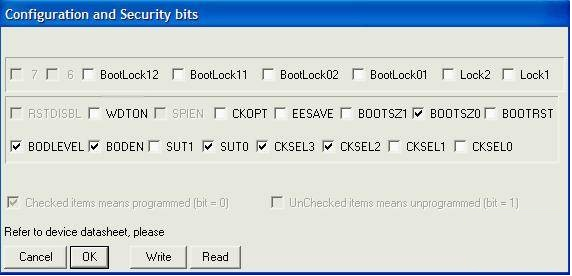 Configuration and Security bits
7 6 BootLock12 BootLock11 BootLock02 BootLock01 Lock2 Lock1
RSTDISBL WDTON SPIEN CKOPT EESAVE BOOTSZ1 BOOTSZ0 BOOTRST
BODLEVEL BODEN SUT1 SUT0 CKSEL3 CKSEL2 CKSEL1 CKSEL0
Checked items means programmed (bit = 0) UnChecked items means unprogrammed (bit = 1)
Refer to device datasheet, please
Cancel OK Write Read